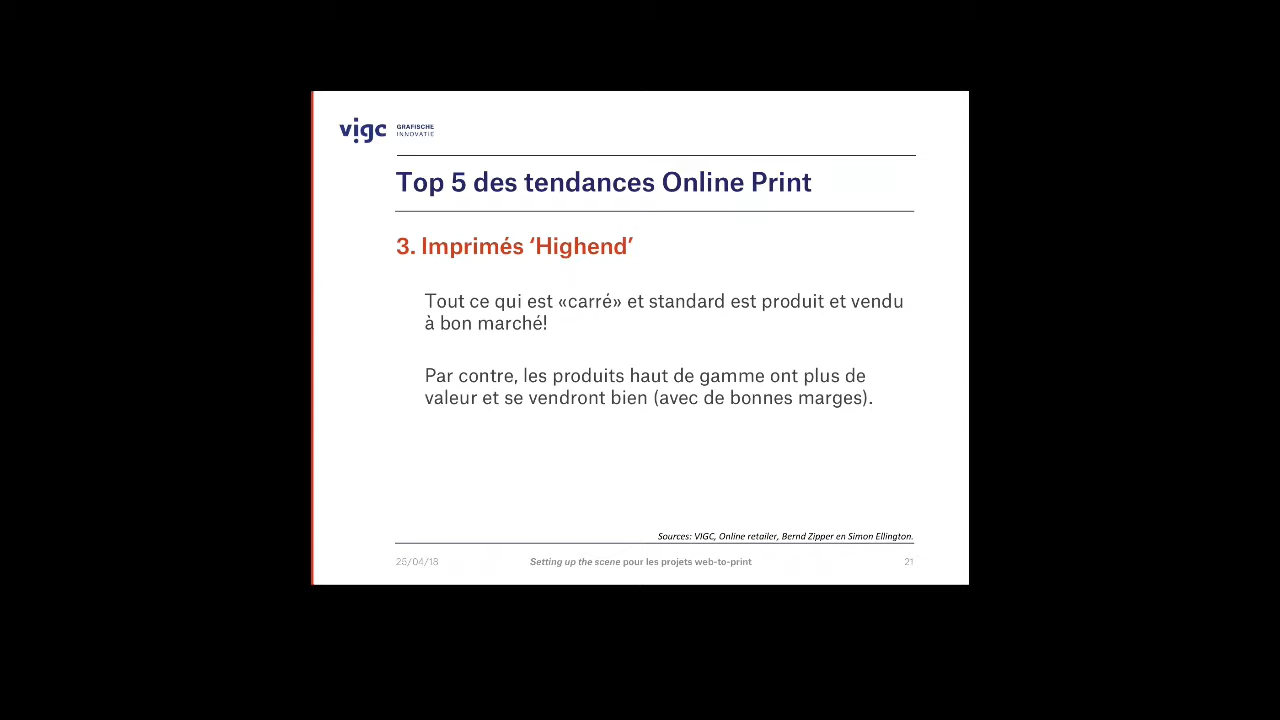 vigc GRAFISCHE
INNOVATIE
Top 5 des tendances Online Print
3. Imprimés ‘Highend’
Tout ce qui est «carré» et standard est produit et vendu
à bon marché!
Par contre, les produits haut de gamme ont plus de
valeur et se vendront bien (avec de bonnes marges).
Sources: VIGC, Online retailer, Bernd Zipper en Simon Ellington.
25/04/18 Setting up the scene pour les projets web-to-print 21